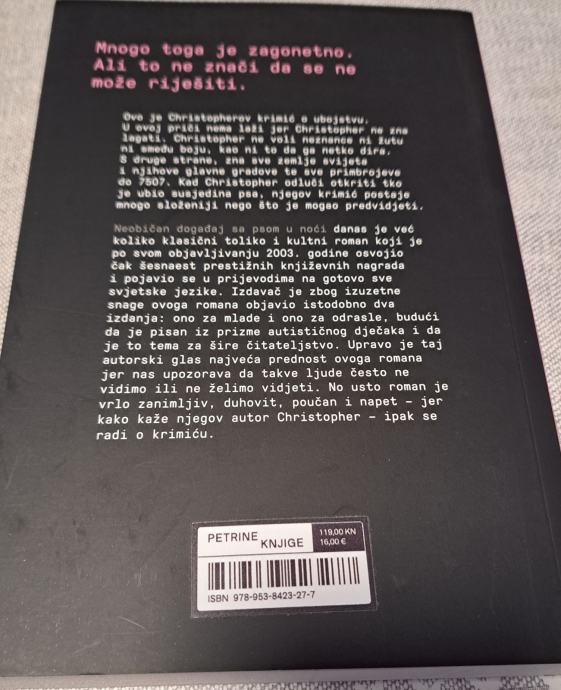 Mnogo toga je zagonetno.
Ali to ne znači da se ne
može riješiti.
Ovo je Christopherov krimić o ubojstvu.
U ovoj priči nema laži jer Christopher ne zna
lagati. Christopher ne voli neznance ni žutu
ni smeđu boju, kao ni to da ga netko dira.
S druge strane, zna sve zemlje svijeta
i njihove glavne gradove te sve primbrojeve
do 7507. Kad Christopher odluči otkriti tko
je ubio susjedina psa, njegov krimić postaje
mnogo složeniji nego što je mogao predvidjeti.
Neobičan događaj sa psom u noći danas je već
koliko klasični toliko i kultni roman koji je
po svom objavljivanju 2003. godine osvojio
čak šesnaest prestižnih književnih nagrada
i pojavio se u prijevodima na gotovo sve
svjetske jezike. Izdavač je zbog izuzetne
snage ovoga romana objavio istodobno dva
izdanja: ono za mlade i ono za odrasle, budući
da je pisan iz prizme autističnog dječaka i da
je to tema za šire čitateljstvo. Upravo je taj
autorski glas najveća prednost ovoga romana
jer nas upozorava da takve ljude često ne
vidimo ili ne želimo vidjeti. No usto roman je
vrlo zanimljiv, duhovit, poučan i napet – jer
kako kaže njegov autor Christopher – ipak se
radi o krimiću.
PETRINE KNJIGE
119,00 KN
16,00 €
ISBN 978-953-8423-27-7